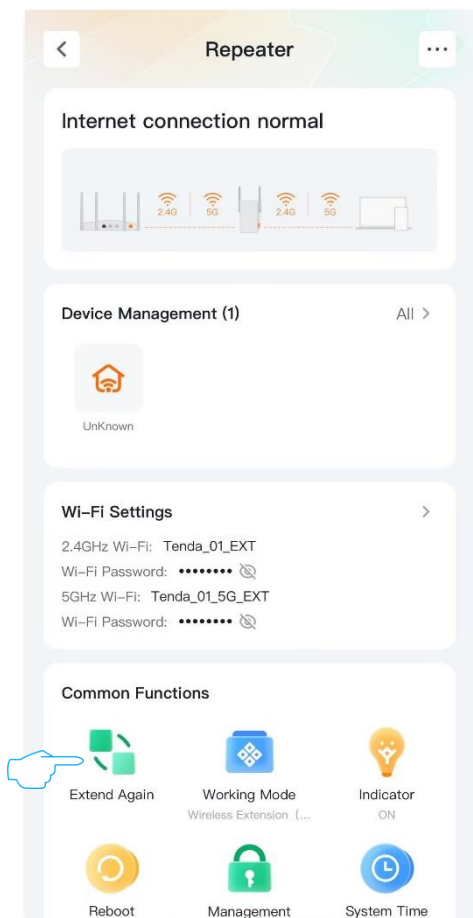 Repeater
Internet connection normal
2.4G 5G 2.4G 5G
Device Management (1) All >
UnKnown
Wi-Fi Settings >
2.4GHz Wi-Fi: Tenda_01_EXT
Wi-Fi Password: ••••••••
5GHz Wi-Fi: Tenda_01_5G_EXT
Wi-Fi Password: ••••••••
Common Functions
Extend Again Working Mode Indicator
Wireless Extension (... ON
Reboot Management System Time